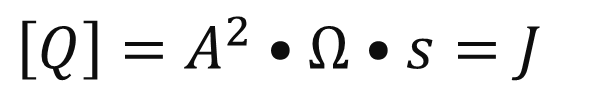 [Q] = A² • Ω • s = J